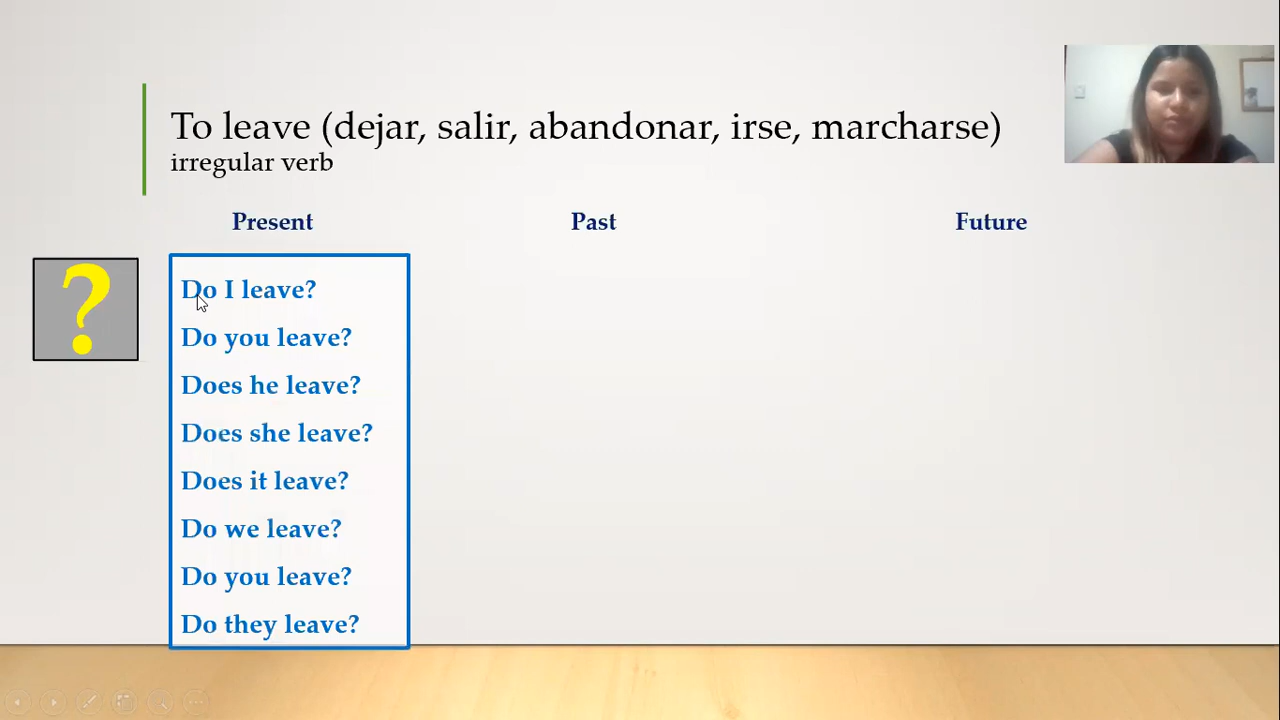 To leave (dejar, salir, abandonar, irse, marcharse)
irregular verb
Present Past Future
?
Do I leave?
Do you leave?
Does he leave?
Does she leave?
Does it leave?
Do we leave?
Do you leave?
Do they leave?